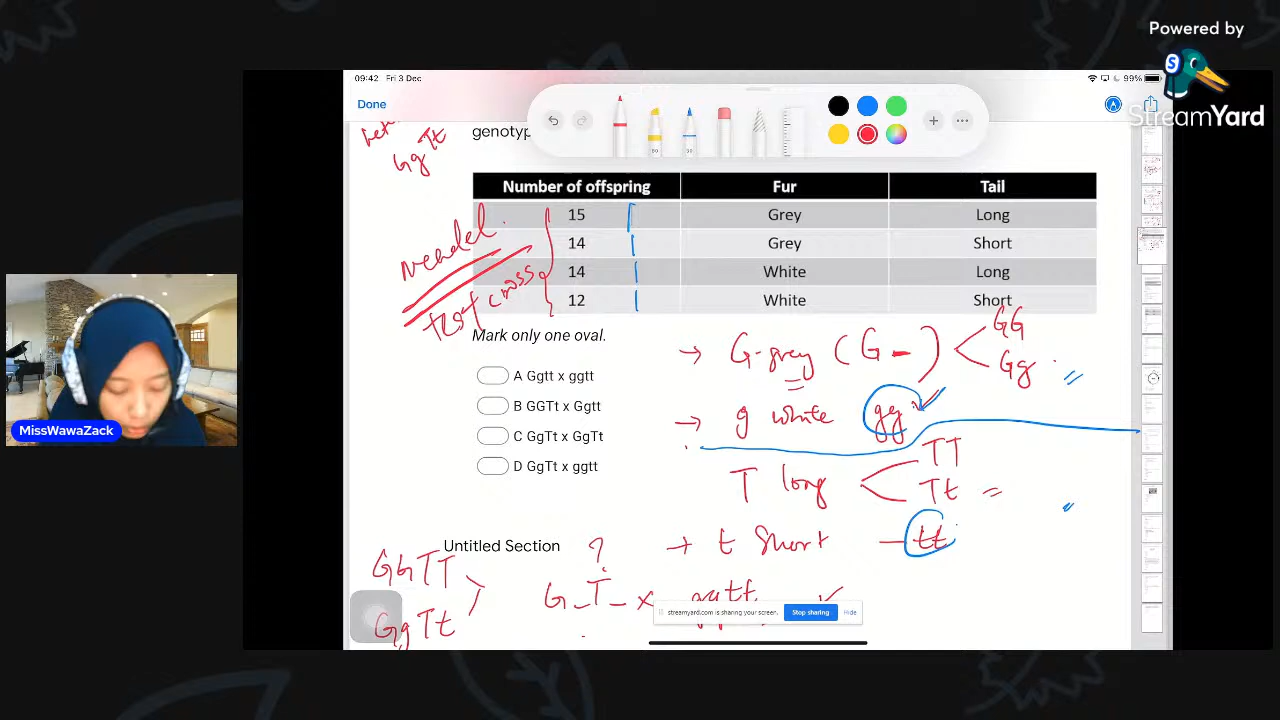 Powered by
StreamYard
09:42 Fri 3 Dec
99%
Done
Gg Tt
genotyp
Number of offspring Fur Tail
15 Grey Long
14 Grey Short
14 White Long
12 White Short
Mendel
test cross
Mark only one oval.
A Ggtt x ggtt
B GGTt x Ggtt
C GgTt x GgTt
D GgTt x ggtt
→ G-grey (G-) GG
Gg
→ g white gg
T long TT
Tt =
→ t short - tt
Untitled Section
?
GGTT
GgTt
G-T- x ggtt
streamyard.com is sharing your screen. Stop sharing Hide
MissWawaZack